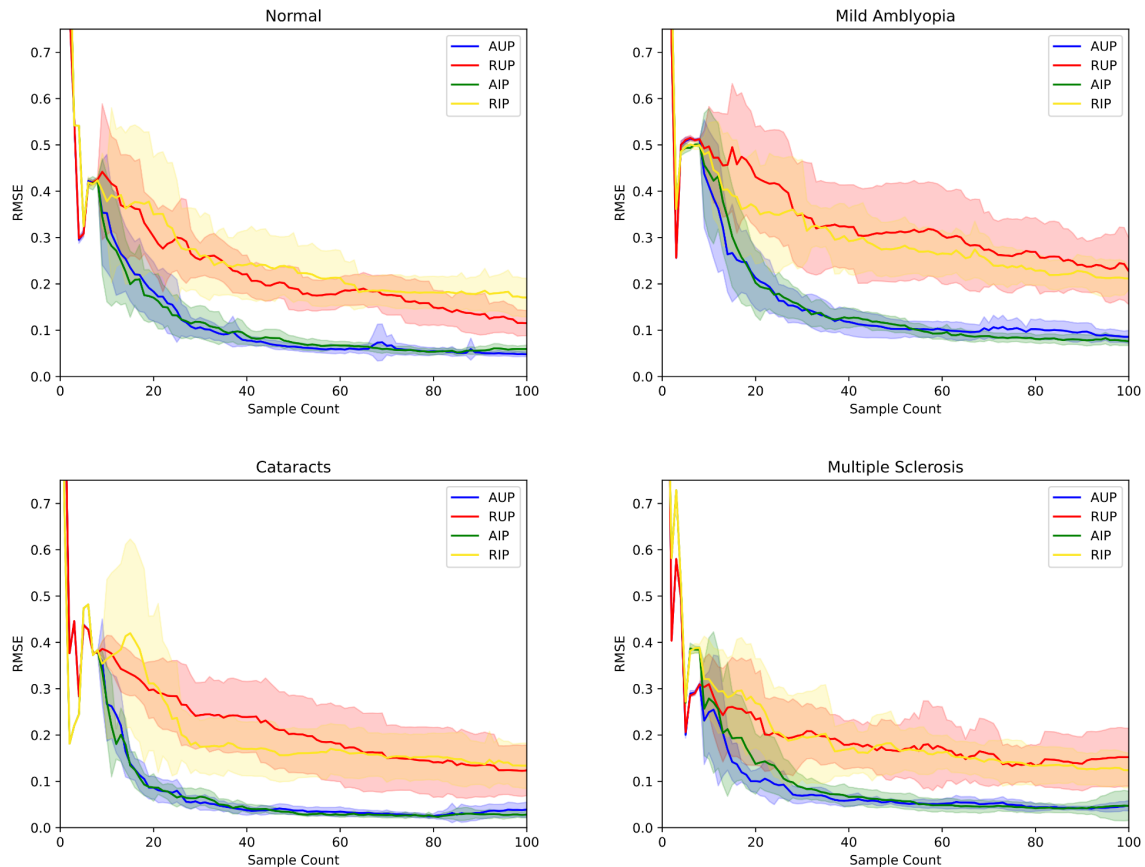 Normal
0.7
0.6
0.5
0.4
0.3
0.2
0.1
0.0
RMSE
0 20 40 60 80 100
Sample Count
AUP
RUP
AIP
RIP
Mild Amblyopia
0.7
0.6
0.5
0.4
0.3
0.2
0.1
0.0
RMSE
0 20 40 60 80 100
Sample Count
AUP
RUP
AIP
RIP
Cataracts
0.7
0.6
0.5
0.4
0.3
0.2
0.1
0.0
RMSE
0 20 40 60 80 100
Sample Count
AUP
RUP
AIP
RIP
Multiple Sclerosis
0.7
0.6
0.5
0.4
0.3
0.2
0.1
0.0
RMSE
0 20 40 60 80 100
Sample Count
AUP
RUP
AIP
RIP